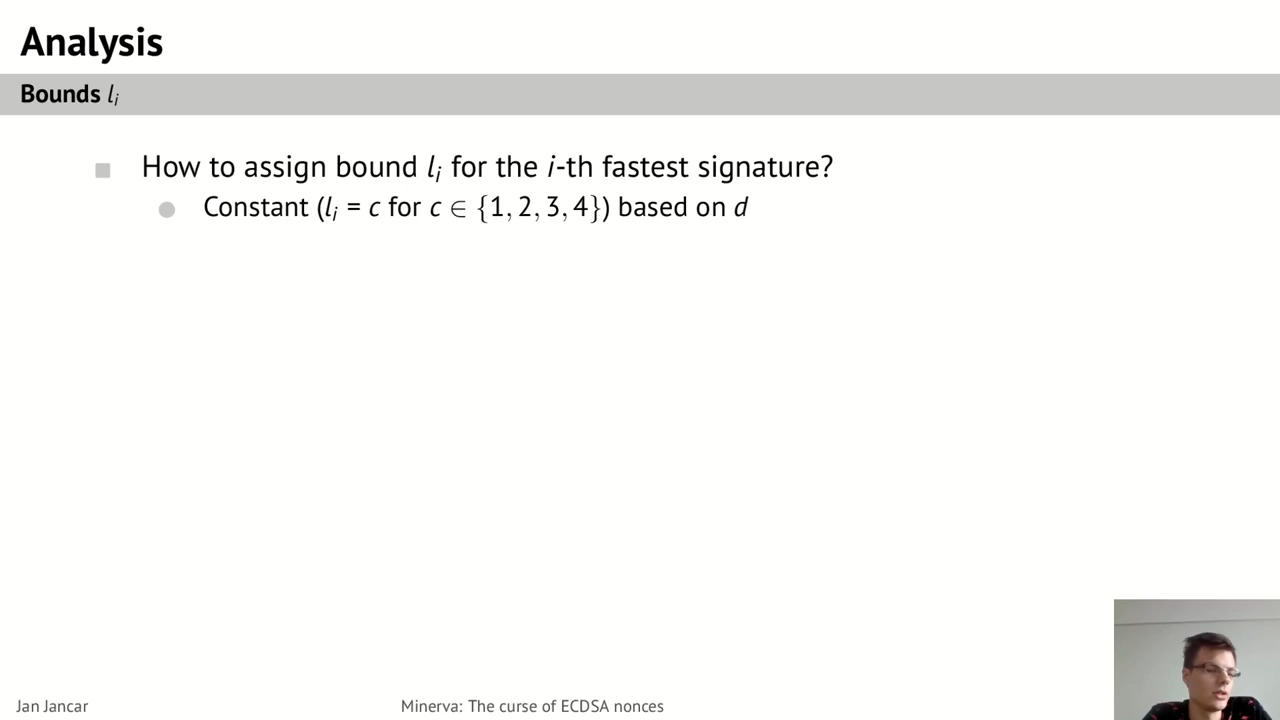 Analysis
Bounds lᵢ
How to assign bound lᵢ for the i-th fastest signature?
Constant (lᵢ = c for c ∈ {1, 2, 3, 4}) based on d
Jan Jancar
Minerva: The curse of ECDSA nonces